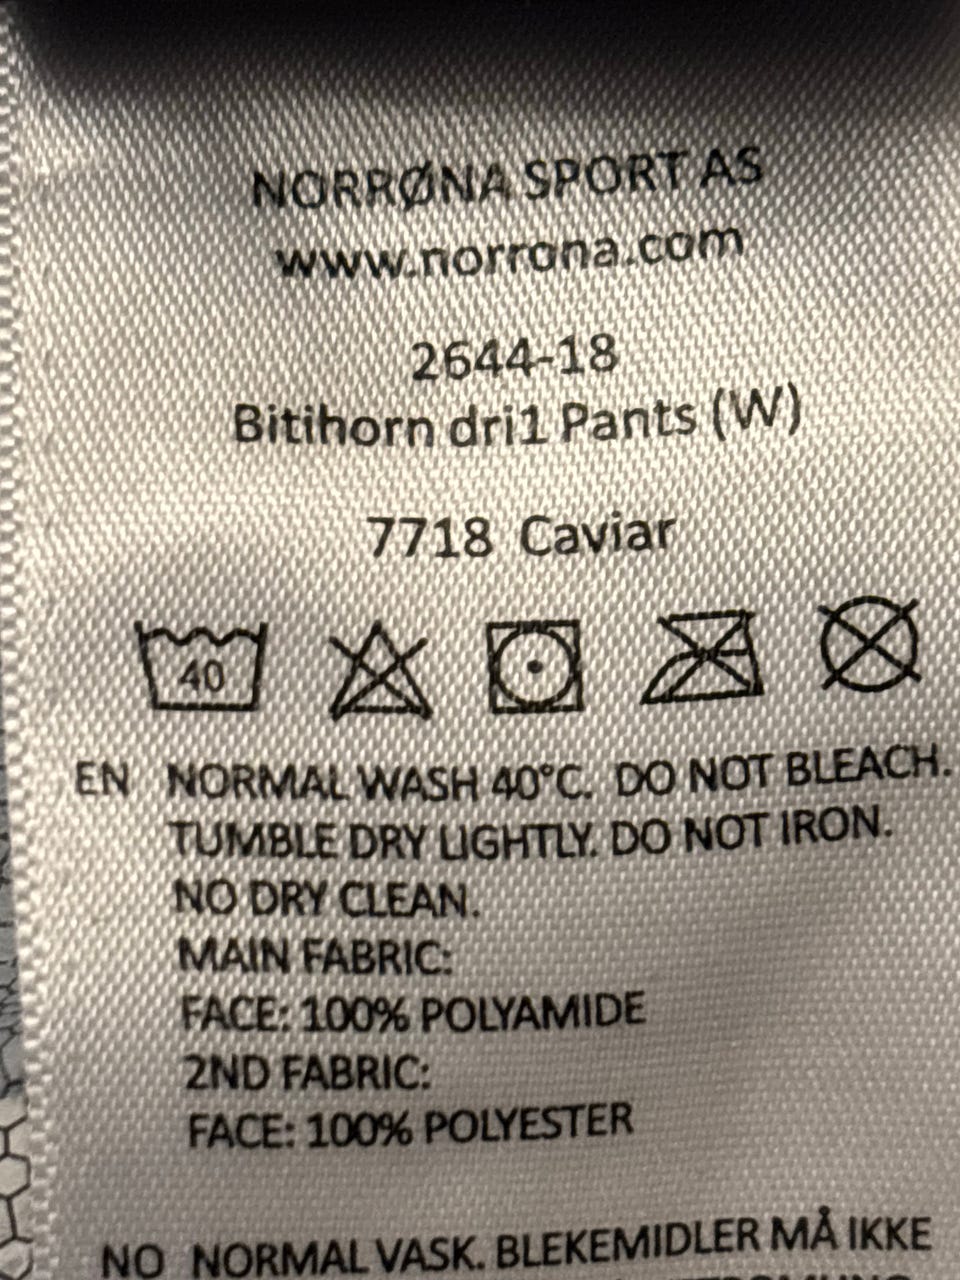 NORRØNA SPORT AS
www.norrona.com
2644-18
Bitihorn dri1 Pants (W)
7718 Caviar
40
EN NORMAL WASH 40°C. DO NOT BLEACH.
TUMBLE DRY LIGHTLY. DO NOT IRON.
NO DRY CLEAN.
MAIN FABRIC:
FACE: 100% POLYAMIDE
2ND FABRIC:
FACE: 100% POLYESTER
NO NORMAL VASK. BLEKEMIDLER MÅ IKKE